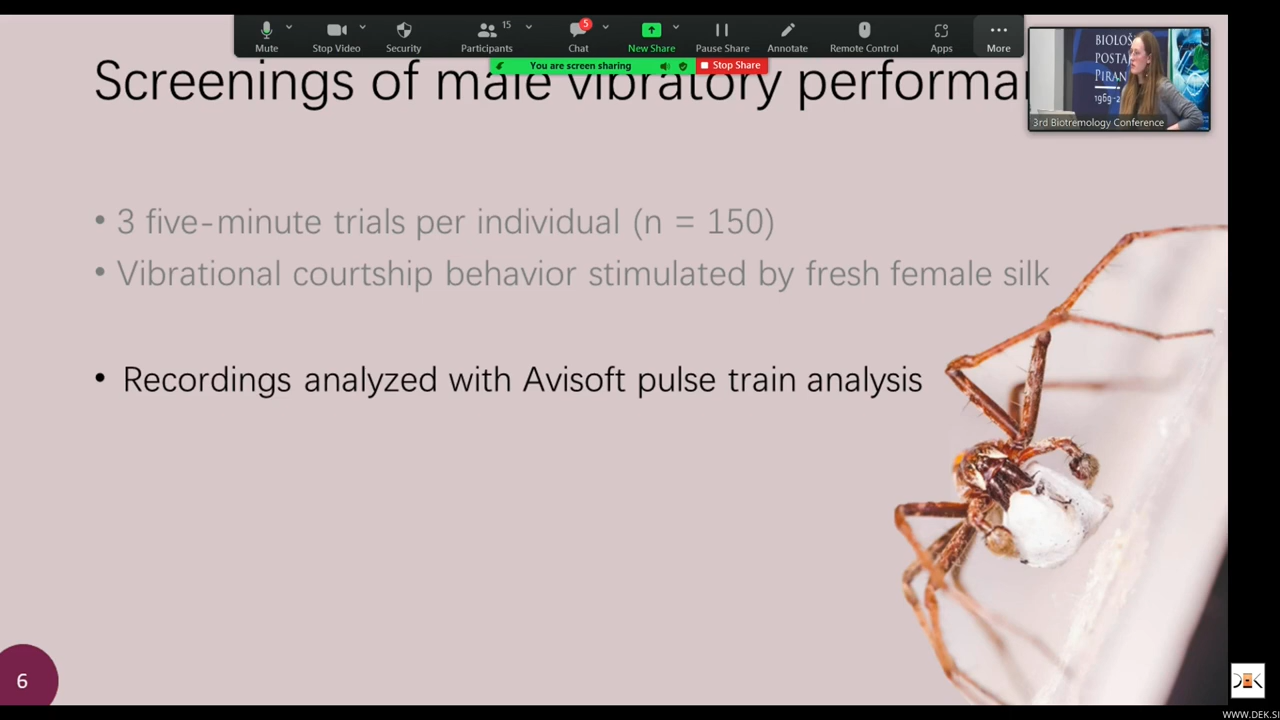 15
5
Mute
Stop Video
Security
Participants
Chat
New Share
Pause Share
Annotate
Remote Control
Apps
More
You are screen sharing
Stop Share
Screenings of male vibratory performa
BIOLOŠ
POSTA
PIRAN
3rd Biotremology Conference
• 3 five-minute trials per individual (n = 150)
• Vibrational courtship behavior stimulated by fresh female silk
• Recordings analyzed with Avisoft pulse train analysis
6
WWW.DEK.SI